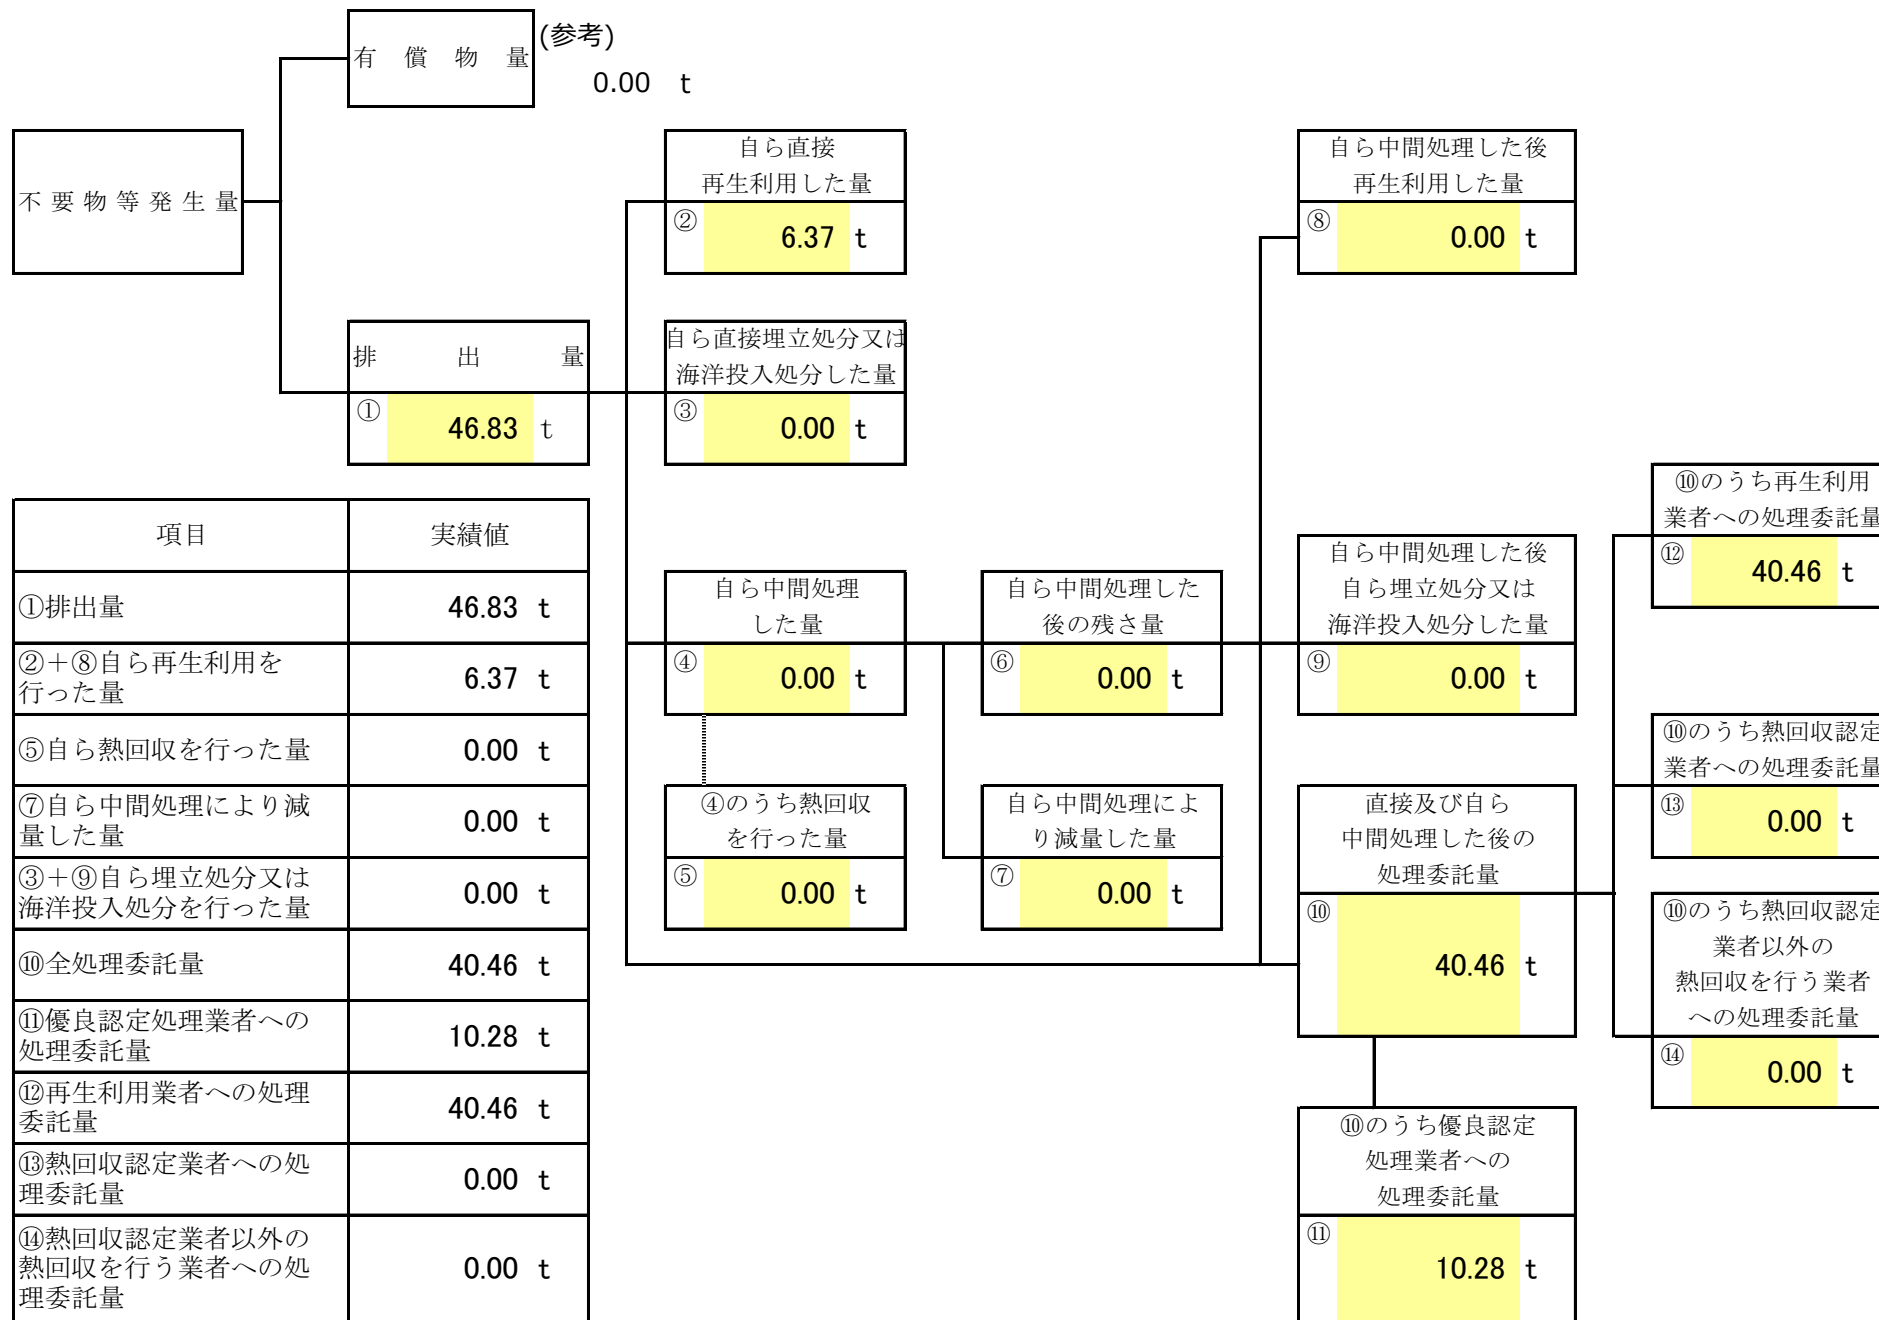 有償物量
(参考)
0.00 t
不要物等発生量
自ら直接
再生利用した量
② 6.37 t
自ら中間処理した後
再生利用した量
⑧ 0.00 t
排出量
① 46.83 t
自ら直接埋立処分又は
海洋投入処分した量
③ 0.00 t
項目 実績値
①排出量 46.83 t
②+⑧自ら再生利用を
行った量 6.37 t
⑤自ら熱回収を行った量 0.00 t
⑦自ら中間処理により減
量した量 0.00 t
③+⑨自ら埋立処分又は
海洋投入処分を行った量 0.00 t
⑩全処理委託量 40.46 t
⑪優良認定処理業者への
処理委託量 10.28 t
⑫再生利用業者への処理
委託量 40.46 t
⑬熱回収認定業者への処
理委託量 0.00 t
⑭熱回収認定業者以外の
熱回収を行う業者への処
理委託量 0.00 t
自ら中間処理
した量
④ 0.00 t
④のうち熱回収
を行った量
⑤ 0.00 t
自ら中間処理した
後の残さ量
⑥ 0.00 t
自ら中間処理によ
り減量した量
⑦ 0.00 t
自ら中間処理した後
自ら埋立処分又は
海洋投入処分した量
⑨ 0.00 t
直接及び自ら
中間処理した後の
処理委託量
⑩ 40.46 t
⑩のうち優良認定
処理業者への
処理委託量
⑪ 10.28 t
⑩のうち再生利用
業者への処理委託量
⑫ 40.46 t
⑩のうち熱回収認定
業者への処理委託量
⑬ 0.00 t
⑩のうち熱回収認定
業者以外の
熱回収を行う業者
への処理委託量
⑭ 0.00 t